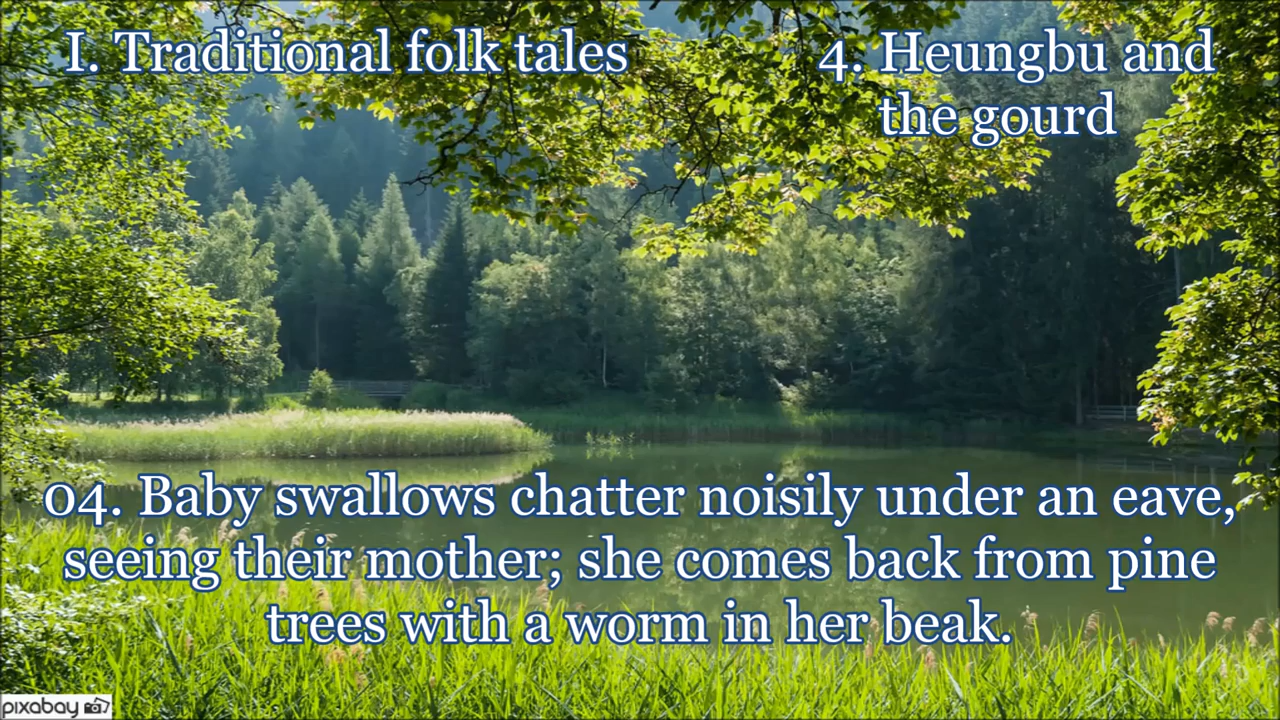 I. Traditional folk tales
4. Heungbu and
the gourd
04. Baby swallows chatter noisily under an eave,
seeing their mother; she comes back from pine
trees with a worm in her beak.
pixabay